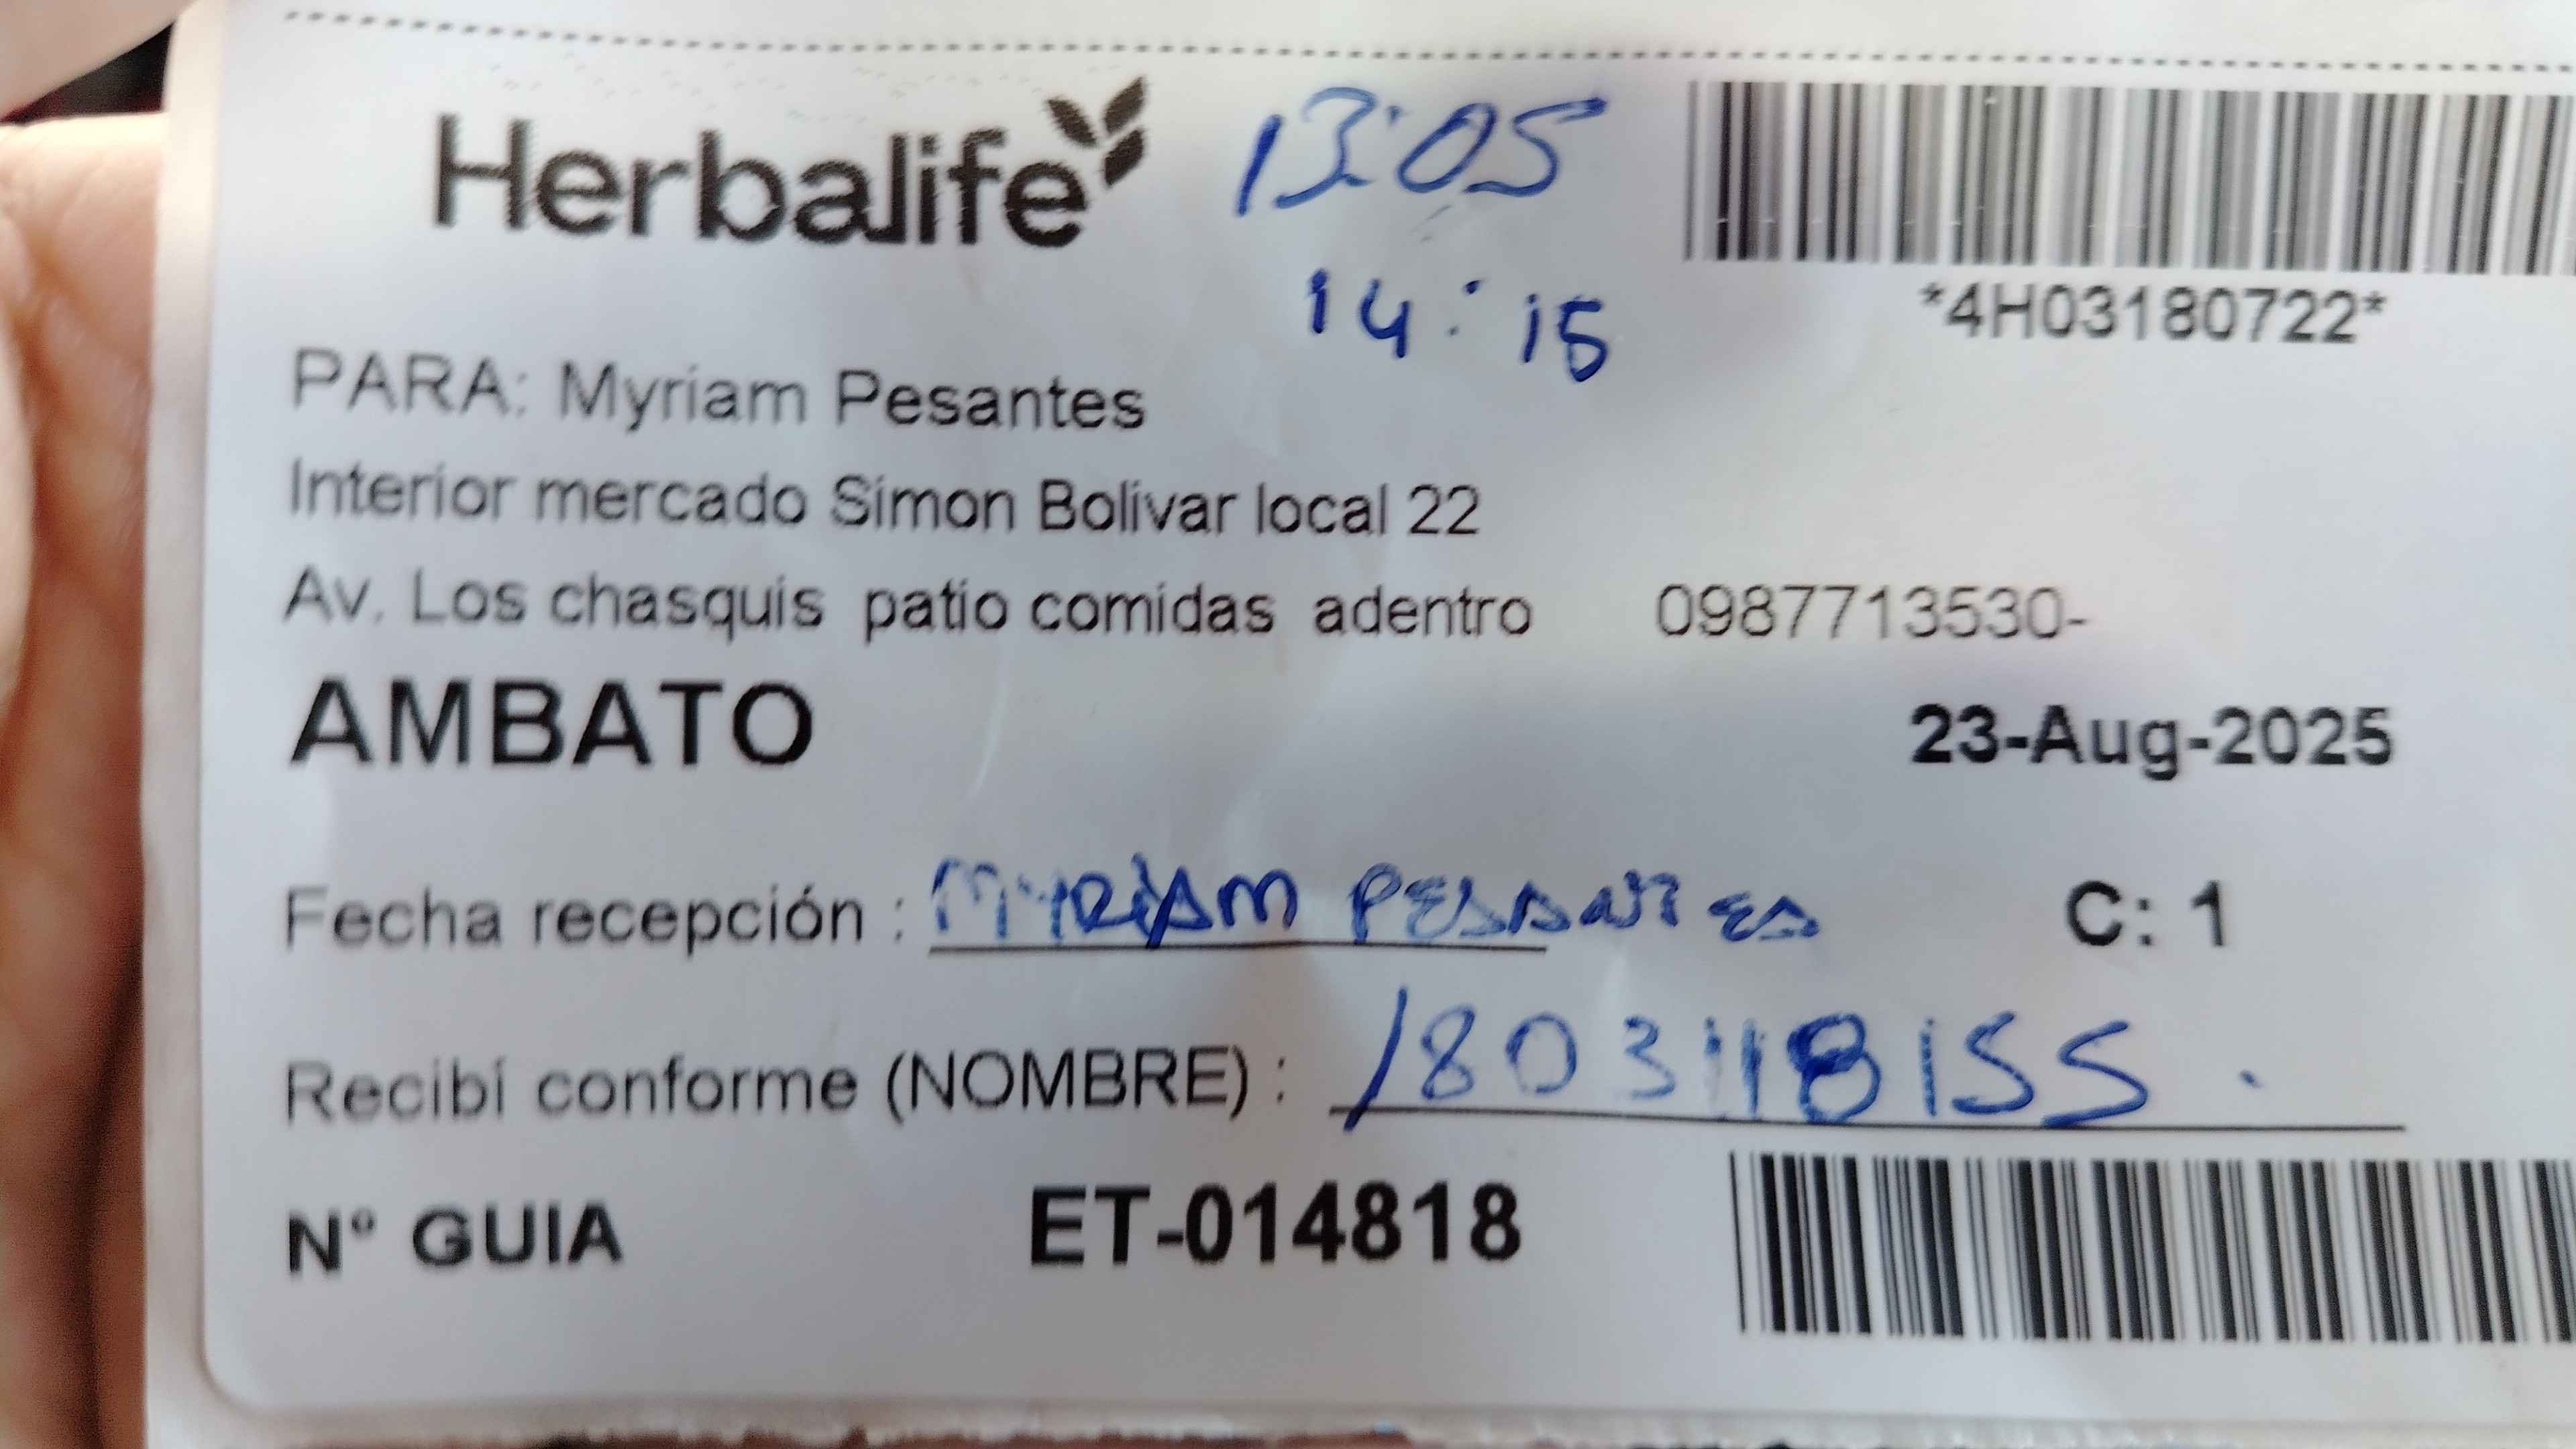 Herbalife
13:05
14:15
*4H03180722*
PARA: Myriam Pesantes
Interior mercado Simon Bolivar local 22
Av. Los chasquis patio comidas adentro 0987713530-
AMBATO 23-Aug-2025
Fecha recepción : MYRIAM PESANTES C: 1
Recibí conforme (NOMBRE) : 1803118155.
N° GUIA ET-014818